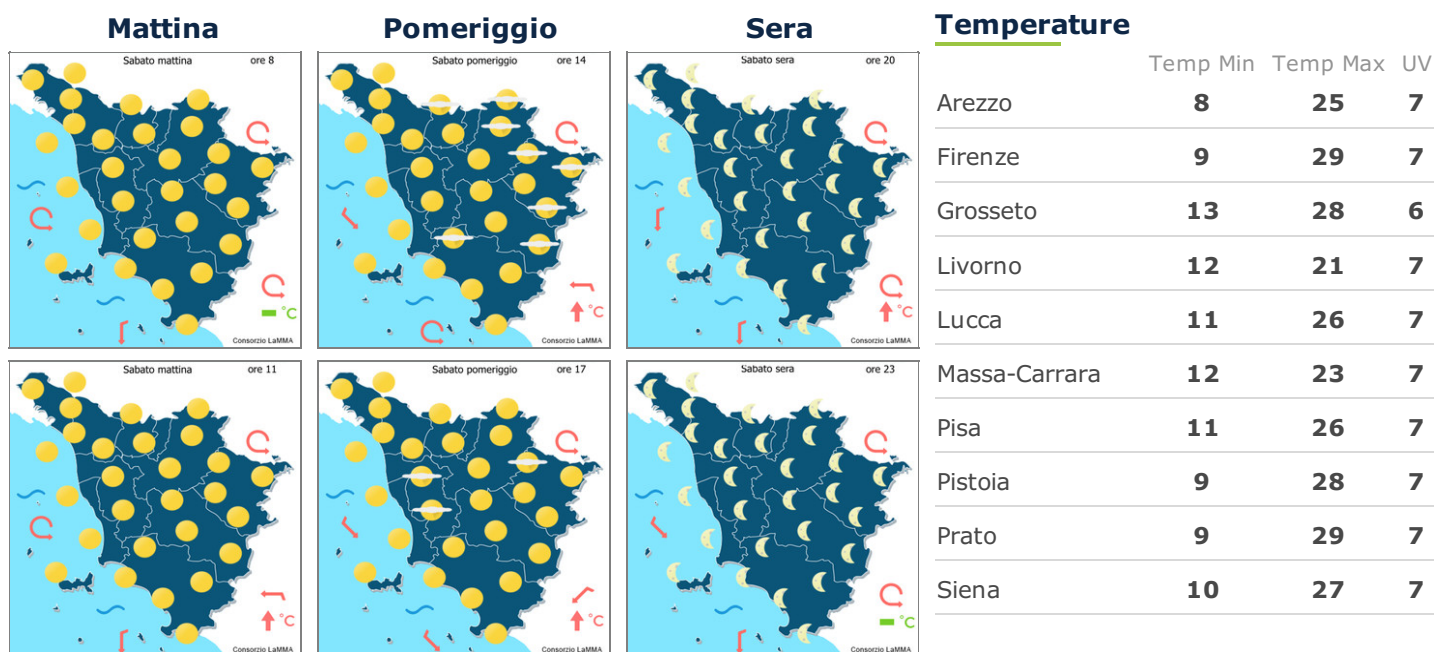 Mattina
Pomeriggio
Sera
Sabato mattina ore 8
°C
Consorzio LaMMA
Sabato pomeriggio ore 14
°C
Consorzio LaMMA
Sabato sera ore 20
°C
Consorzio LaMMA
Sabato mattina ore 11
°C
Consorzio LaMMA
Sabato pomeriggio ore 17
°C
Consorzio LaMMA
Sabato sera ore 23
°C
Consorzio LaMMA
Temperature
Temp Min Temp Max UV
Arezzo 8 25 7
Firenze 9 29 7
Grosseto 13 28 6
Livorno 12 21 7
Lucca 11 26 7
Massa-Carrara 12 23 7
Pisa 11 26 7
Pistoia 9 28 7
Prato 9 29 7
Siena 10 27 7